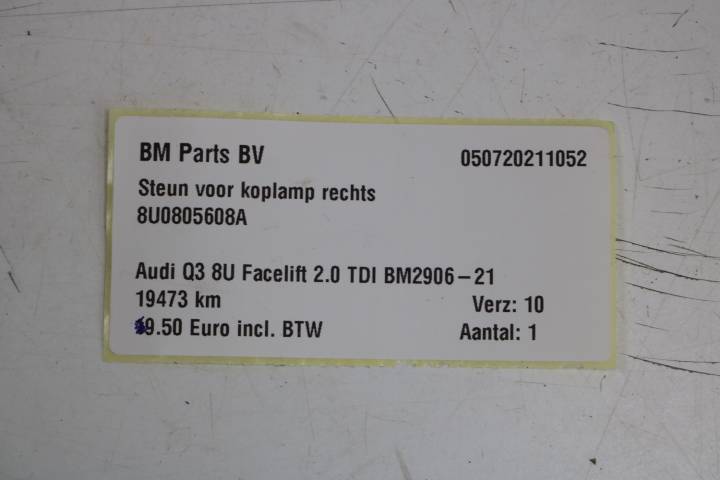 BM Parts BV 050720211052
Steun voor koplamp rechts
8U0805608A
Audi Q3 8U Facelift 2.0 TDI BM2906-21
19473 km Verz: 10
9.50 Euro incl. BTW Aantal: 1